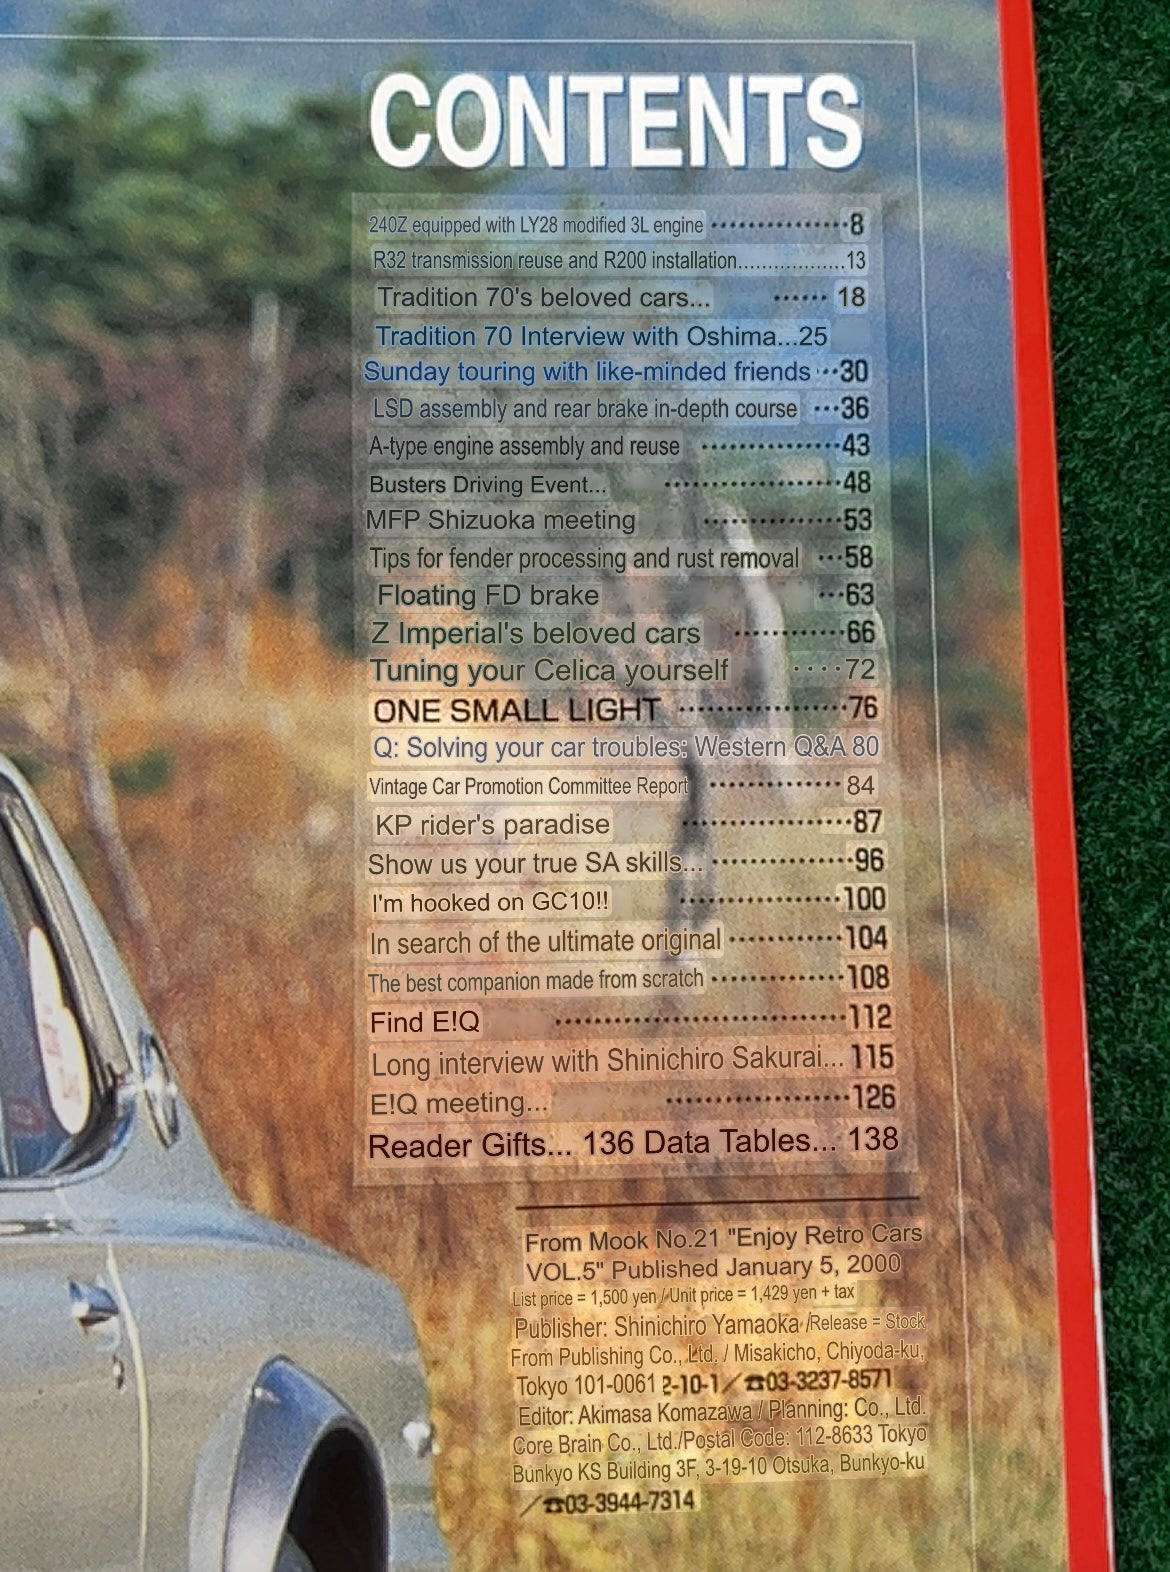 CONTENTS
240Z equipped with LY28 modified 3L engine ··············8
R32 transmission reuse and R200 installation..................13
Tradition 70's beloved cars... ······ 18
Tradition 70 Interview with Oshima...25
Sunday touring with like-minded friends ···30
LSD assembly and rear brake in-depth course ···36
A-type engine assembly and reuse ··············43
Busters Driving Event... ··················48
MFP Shizuoka meeting ··············53
Tips for fender processing and rust removal ···58
Floating FD brake ···63
Z Imperial's beloved cars ···········66
Tuning your Celica yourself ····72
ONE SMALL LIGHT ·················76
Q: Solving your car troubles; Western Q&A 80
Vintage Car Promotion Committee Report ············· 84
KP rider's paradise ·················87
Show us your true SA skills... ··············96
I'm hooked on GC10!! ················100
In search of the ultimate original ···········104
The best companion made from scratch ·············108
Find E!Q ·····························112
Long interview with Shinichiro Sakurai... 115
E!Q meeting... ··················126
Reader Gifts... 136 Data Tables... 138
From Mook No.21 "Enjoy Retro Cars
VOL.5" Published January 5, 2000
List price = 1,500 yen / Unit price = 1,429 yen + tax
Publisher: Shinichiro Yamaoka /Release = Stock
From Publishing Co., Ltd. / Misakicho, Chiyoda-ku,
Tokyo 101-0061 2-10-1／☎03-3237-8571
Editor: Akimasa Komazawa / Planning: Co., Ltd.
Core Brain Co., Ltd./Postal Code: 112-8633 Tokyo
Bunkyo KS Building 3F, 3-19-10 Otsuka, Bunkyo-ku
／☎03-3944-7314